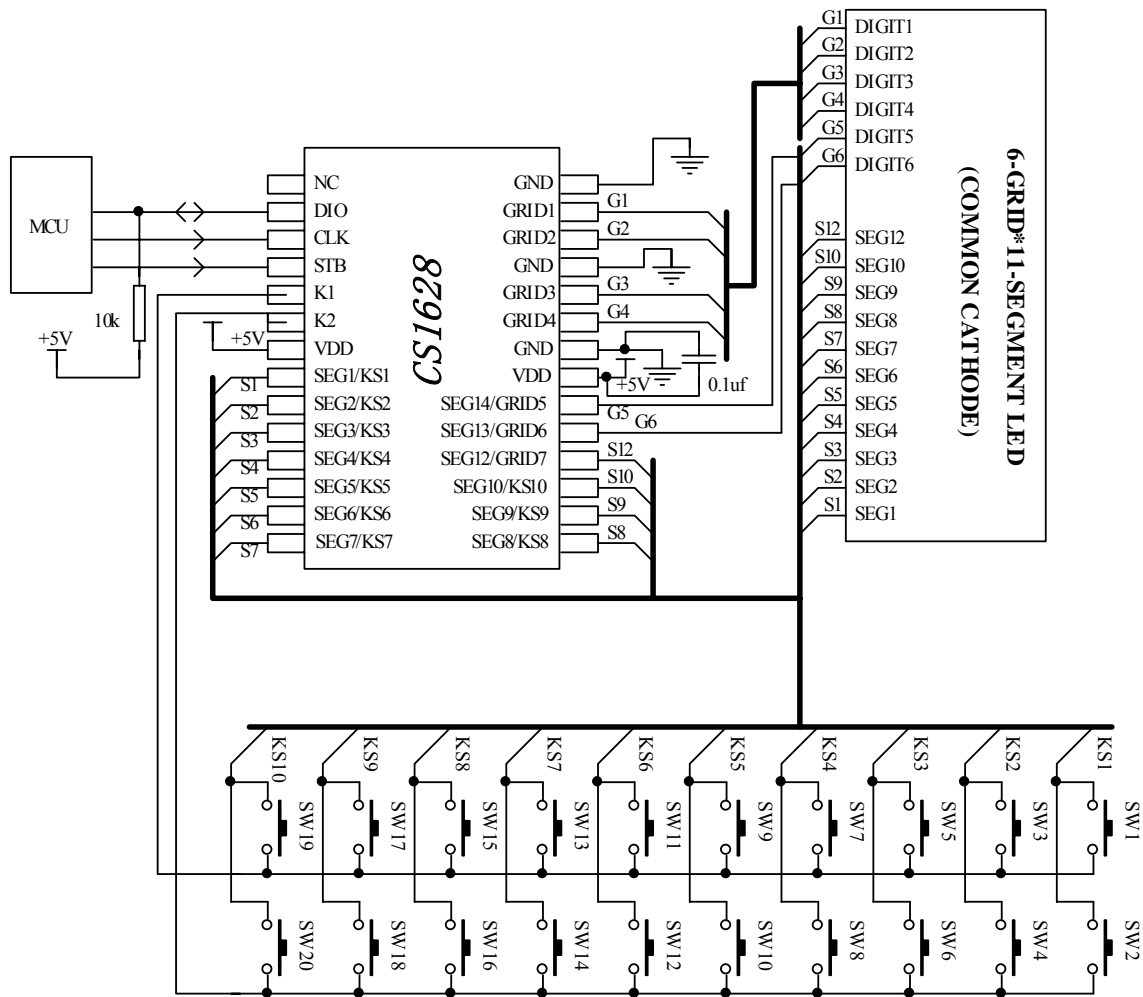 MCU
10k
+5V
+5V
CS1628
NC
DIO
CLK
STB
K1
K2
VDD
SEG1/KS1
SEG2/KS2
SEG3/KS3
SEG4/KS4
SEG5/KS5
SEG6/KS6
SEG7/KS7
S1
S2
S3
S4
S5
S6
S7
GND
GRID1
GRID2
GND
GRID3
GRID4
GND
VDD
SEG14/GRID5
SEG13/GRID6
SEG12/GRID7
SEG10/KS10
SEG9/KS9
SEG8/KS8
G1
G2
G3
G4
+5V
0.1uf
G5
G6
S12
S10
S9
S8
G1
G2
G3
G4
G5
G6
S12
S10
S9
S8
S7
S6
S5
S4
S3
S2
S1
DIGIT1
DIGIT2
DIGIT3
DIGIT4
DIGIT5
DIGIT6
SEG12
SEG10
SEG9
SEG8
SEG7
SEG6
SEG5
SEG4
SEG3
SEG2
SEG1
6-GRID*11-SEGMENT LED
(COMMON CATHODE)
KS10
KS9
KS8
KS7
KS6
KS5
KS4
KS3
KS2
KS1
SW19
SW17
SW15
SW13
SW11
SW9
SW7
SW5
SW3
SW1
SW20
SW18
SW16
SW14
SW12
SW10
SW8
SW6
SW4
SW2